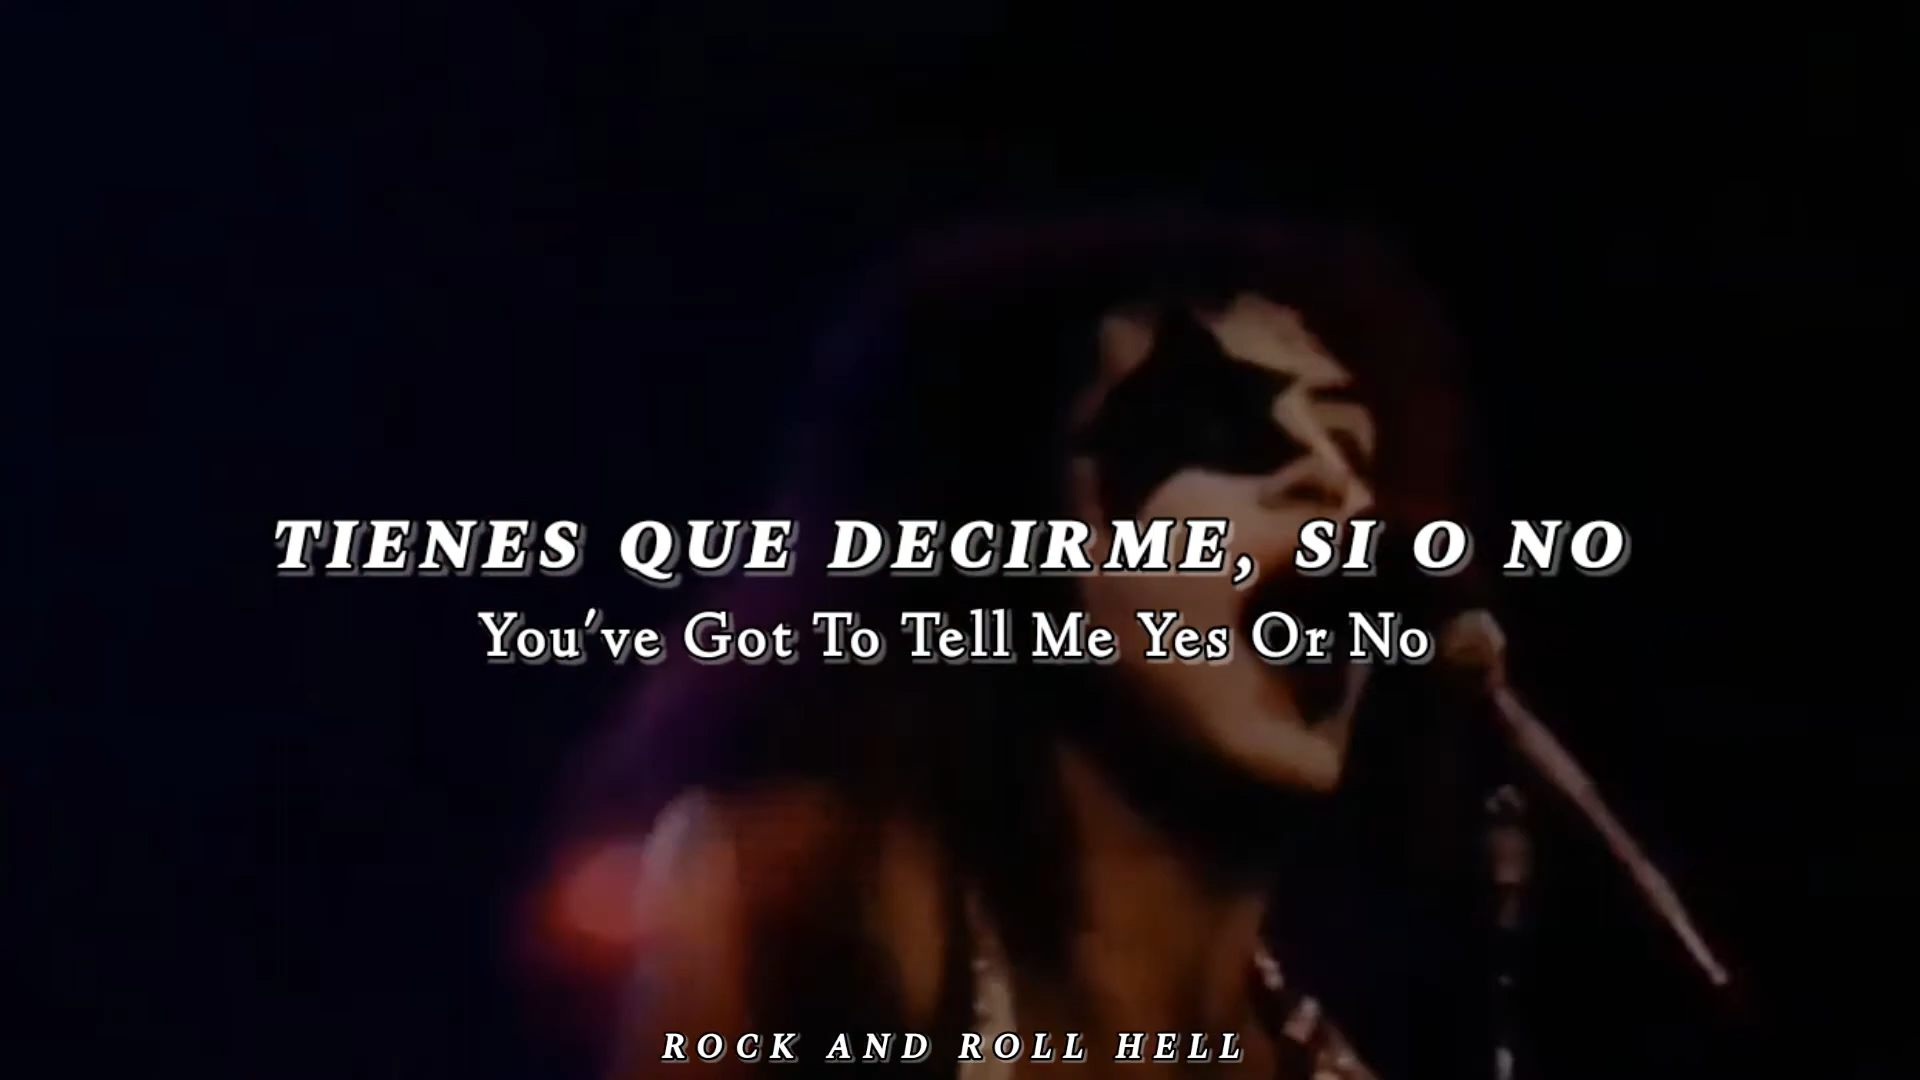 TIENES QUE DECIRME, SI O NO
You've Got To Tell Me Yes Or No
ROCK AND ROLL HELL